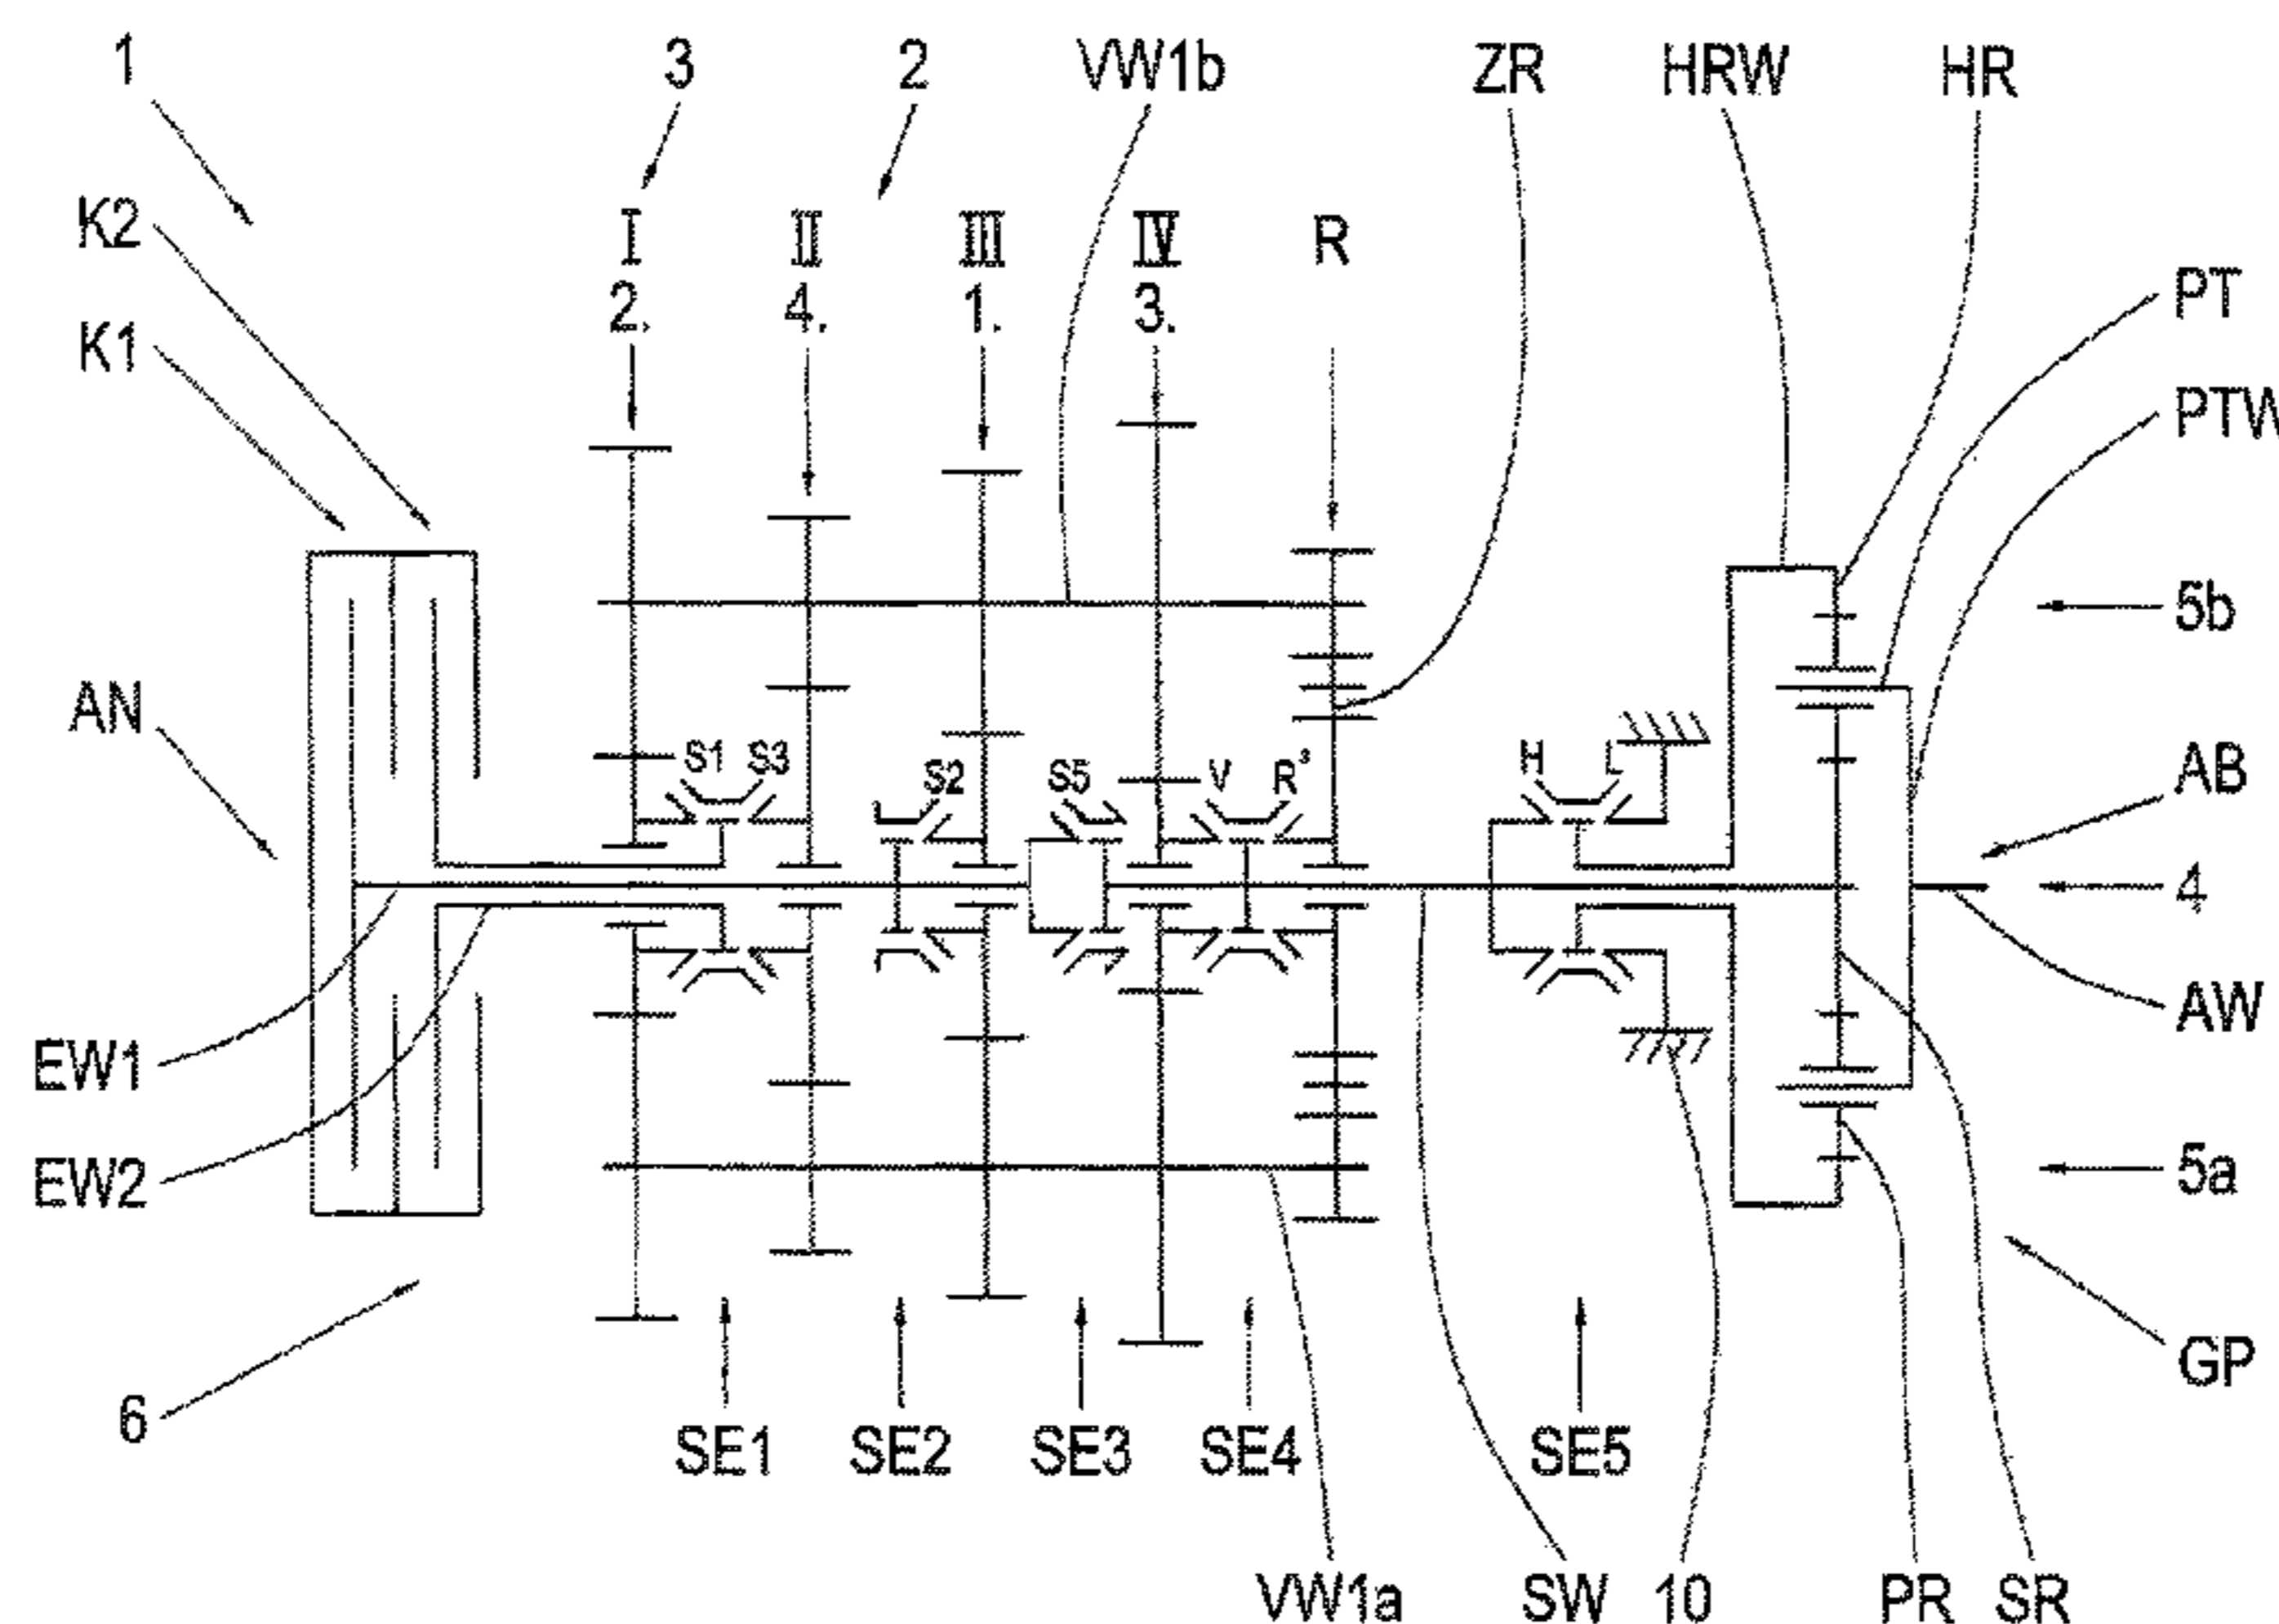 1
3
2
VW1b
ZR
HRW
HR
K2
I
II
III
IV
R
2.
4.
1.
3.
PT
K1
PTW
5b
AN
S1
S3
S2
S5
V
R³
H
L
AB
4
EW1
AW
EW2
5a
GP
6
SE1
SE2
SE3
SE4
SE5
VW1a
SW
10
PR
SR